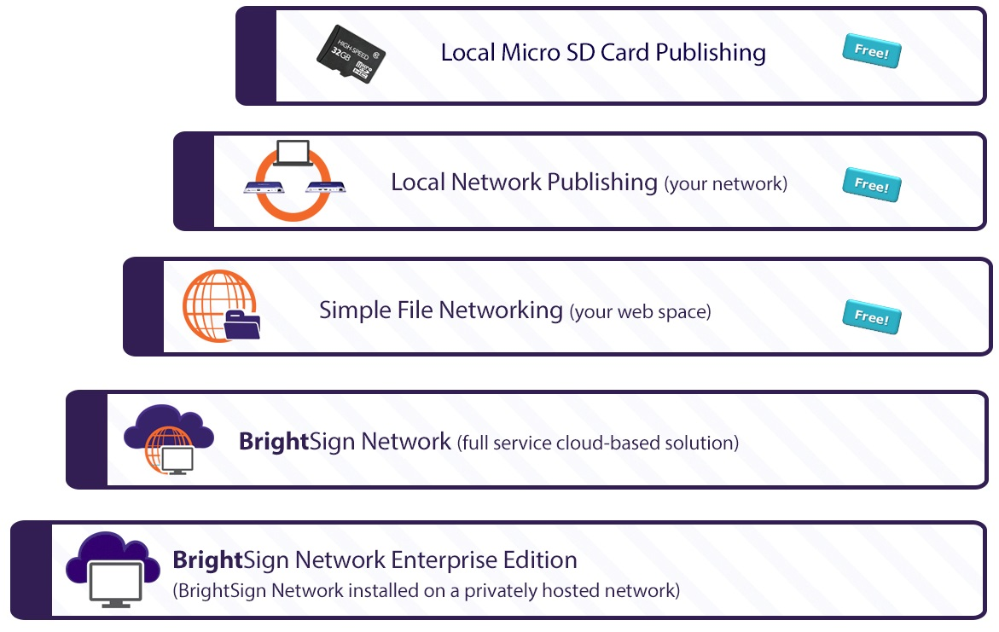 HIGH-SPEED
32GB
Local Micro SD Card Publishing
Free!
Local Network Publishing (your network)
Free!
Simple File Networking (your web space)
Free!
BrightSign Network (full service cloud-based solution)
BrightSign Network Enterprise Edition
(BrightSign Network installed on a privately hosted network)